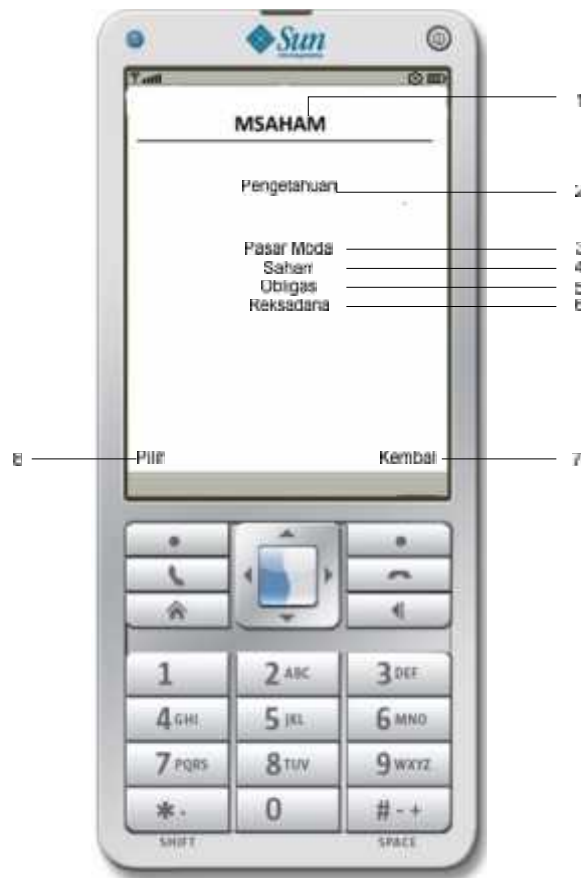 Sun
MSAHAM
1
Pengetahuan
2
Pasar Moda
3
Saham
4
Obligas
5
Reksadana
6
8
Pilih
Kembali
7
1
2 ABC
3 DEF
4 GHI
5 JKL
6 MNO
7 PQRS
8 TUV
9 WXYZ
* .
0
# - +
SHIFT
SPACE